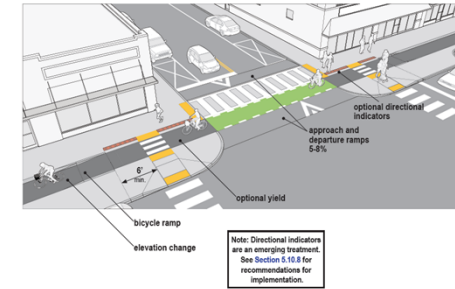 optional directional
indicators
approach and
departure ramps
5-8%
6'
min.
optional yield
bicycle ramp
elevation change
Note: Directional indicators
are an emerging treatment.
See Section 5.10.8 for
recommendations for
implementation.